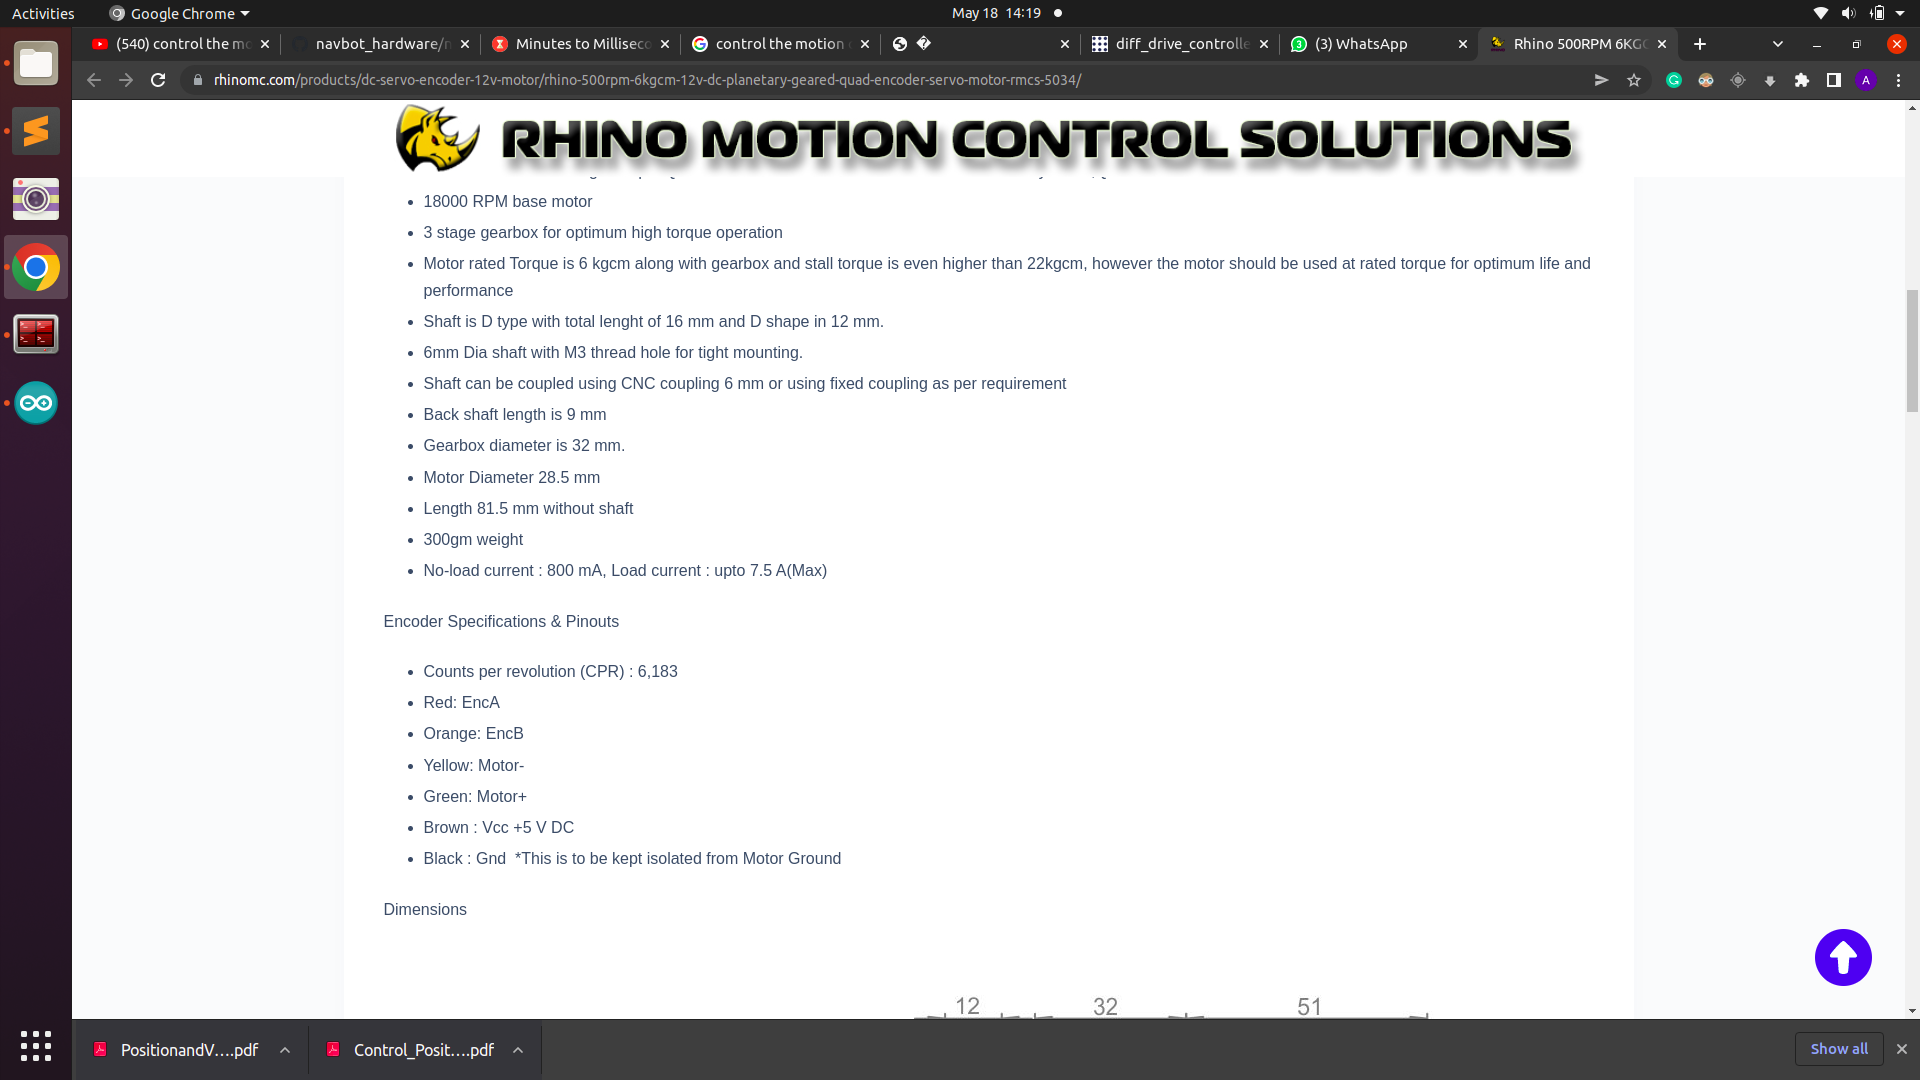 Activities
Google Chrome
May 18 14:19
(540) control the mo
navbot_hardware/n
Minutes to Milliseco
control the motion
diff_drive_controlle
(3) WhatsApp
Rhino 500RPM 6KGC
rhinomc.com/products/dc-servo-encoder-12v-motor/rhino-500rpm-6kgcm-12v-dc-planetary-geared-quad-encoder-servo-motor-rmcs-5034/
A
RHINO MOTION CONTROL SOLUTIONS
18000 RPM base motor
3 stage gearbox for optimum high torque operation
Motor rated Torque is 6 kgcm along with gearbox and stall torque is even higher than 22kgcm, however the motor should be used at rated torque for optimum life and
performance
Shaft is D type with total lenght of 16 mm and D shape in 12 mm.
6mm Dia shaft with M3 thread hole for tight mounting.
Shaft can be coupled using CNC coupling 6 mm or using fixed coupling as per requirement
Back shaft length is 9 mm
Gearbox diameter is 32 mm.
Motor Diameter 28.5 mm
Length 81.5 mm without shaft
300gm weight
No-load current : 800 mA, Load current : upto 7.5 A(Max)
Encoder Specifications & Pinouts
Counts per revolution (CPR) : 6,183
Red: EncA
Orange: EncB
Yellow: Motor-
Green: Motor+
Brown : Vcc +5 V DC
Black : Gnd  *This is to be kept isolated from Motor Ground
Dimensions
12 32 51
PositionandV....pdf
Control_Posit....pdf
Show all